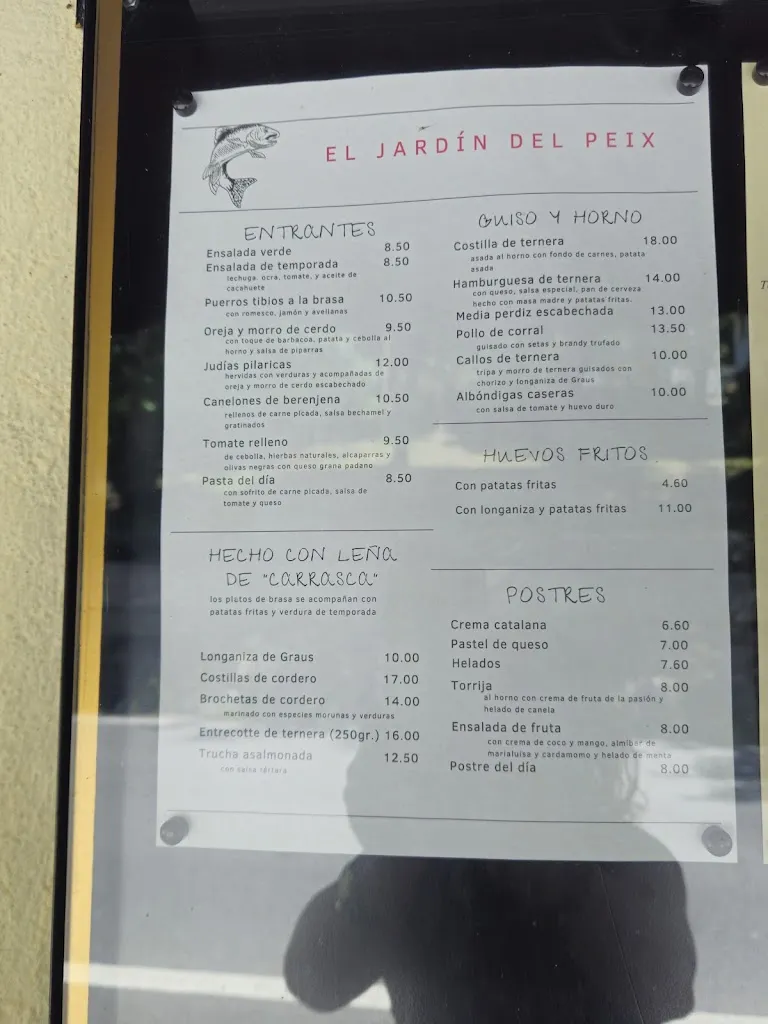 EL JARDÍN DEL PEIX
ENTRANTES
Ensalada verde 8.50
Ensalada de temporada 8.50
lechuga, ocra, tomate, y aceite de
cacahuete
Puerros tibios a la brasa 10.50
con romesco, jamón y avellanas
Oreja y morro de cerdo 9.50
con toque de barbacoa, patata y cebolla al
horno y salsa de piparras
Judías pilaricas 12.00
hervidas con verduras y acompañadas de
oreja y morro de cerdo escabechado
Canelones de berenjena 10.50
rellenos de carne picada, salsa bechamel y
gratinados
Tomate relleno 9.50
de cebolla, hierbas naturales, alcaparras y
olivas negras con queso grana padano
Pasta del día 8.50
con sofrito de carne picada, salsa de
tomate y queso
HECHO CON LEÑA
DE "CARRASCA"
los platos de brasa se acompañan con
patatas fritas y verdura de temporada
Longaniza de Graus 10.00
Costillas de cordero 17.00
Brochetas de cordero 14.00
marinado con especies morunas y verduras
Entrecotte de ternera (250gr.) 16.00
Trucha asalmonada 12.50
con salsa tártara
GUISO Y HORNO
Costilla de ternera 18.00
asada al horno con fondo de carnes, patata
asada
Hamburguesa de ternera 14.00
con queso, salsa especial, pan de cerveza
hecho con masa madre y patatas fritas.
Media perdiz escabechada 13.00
Pollo de corral 13.50
guisado con setas y brandy trufado
Callos de ternera 10.00
tripa y morro de ternera guisados con
chorizo y longaniza de Graus
Albóndigas caseras 10.00
con salsa de tomate y huevo duro
HUEVOS FRITOS
Con patatas fritas 4.60
Con longaniza y patatas fritas 11.00
POSTRES
Crema catalana 6.60
Pastel de queso 7.00
Helados 7.60
Torrija 8.00
al horno con crema de fruta de la pasión y
helado de canela
Ensalada de fruta 8.00
con crema de coco y mango, almíbar de
marialuisa y cardamomo y helado de menta
Postre del día 8.00